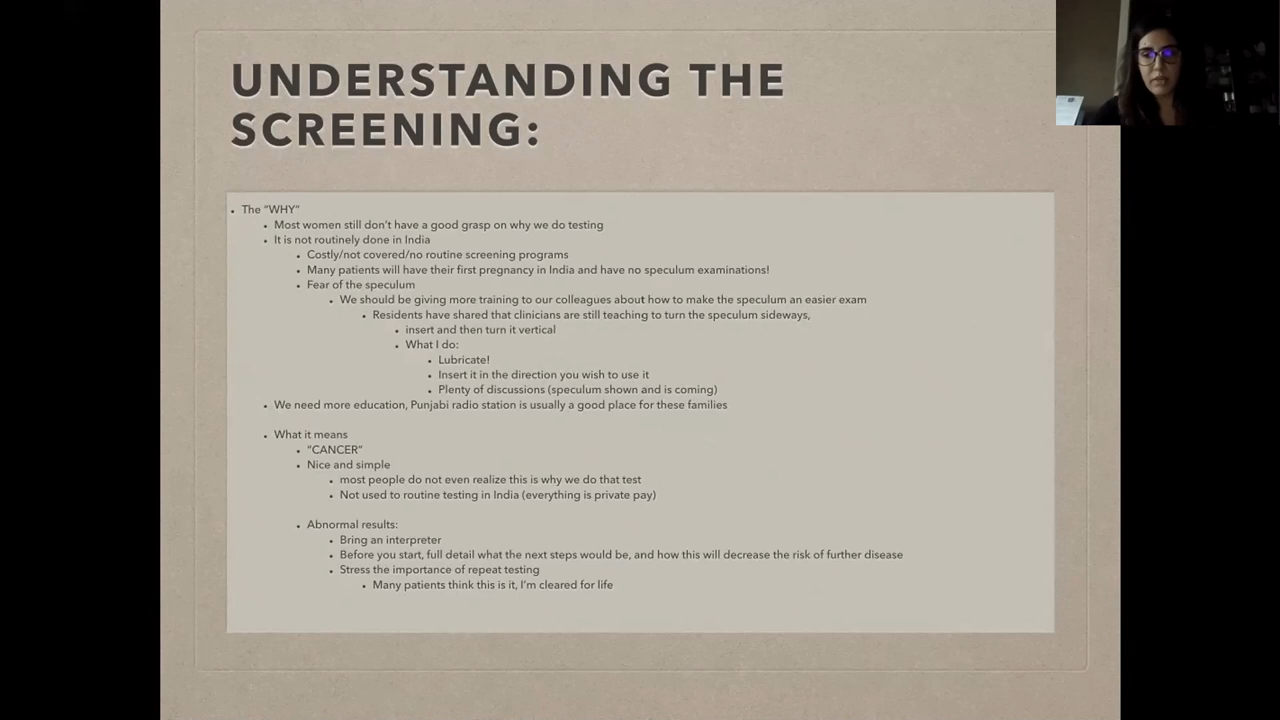 UNDERSTANDING THE
SCREENING:
• The “WHY”
• Most women still don’t have a good grasp on why we do testing
• It is not routinely done in India
• Costly/not covered/no routine screening programs
• Many patients will have their first pregnancy in India and have no speculum examinations!
• Fear of the speculum
• We should be giving more training to our colleagues about how to make the speculum an easier exam
• Residents have shared that clinicians are still teaching to turn the speculum sideways,
• insert and then turn it vertical
• What I do:
• Lubricate!
• Insert it in the direction you wish to use it
• Plenty of discussions (speculum shown and is coming)
• We need more education, Punjabi radio station is usually a good place for these families
• What it means
• “CANCER”
• Nice and simple
• most people do not even realize this is why we do that test
• Not used to routine testing in India (everything is private pay)
• Abnormal results:
• Bring an interpreter
• Before you start, full detail what the next steps would be, and how this will decrease the risk of further disease
• Stress the importance of repeat testing
• Many patients think this is it, I’m cleared for life